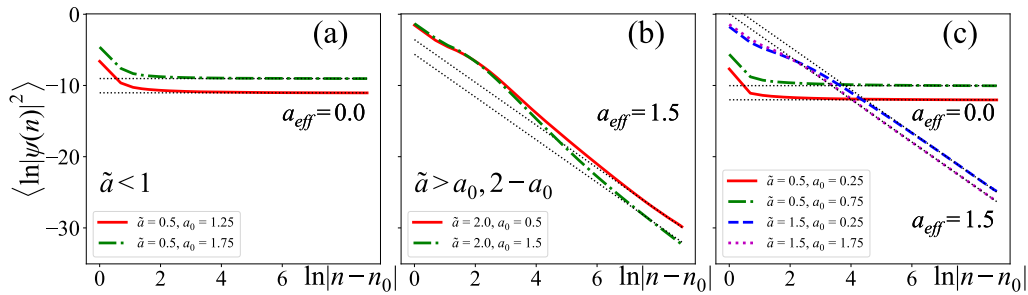 ⟨ln|ψ(n)|²⟩
0
−10
−20
−30
(a)
a_eff=0.0
ã<1
ã = 0.5, a₀ = 1.25
ã = 0.5, a₀ = 1.75
0 2 4 6 ln|n−n₀|
(b)
a_eff=1.5
ã>a₀, 2−a₀
ã = 2.0, a₀ = 0.5
ã = 2.0, a₀ = 1.5
0 2 4 6 ln|n−n₀|
0
−10
−20
−30
(c)
a_eff=0.0
ã = 0.5, a₀ = 0.25
ã = 0.5, a₀ = 0.75
ã = 1.5, a₀ = 0.25
ã = 1.5, a₀ = 1.75
a_eff=1.5
0 2 4 6 ln|n−n₀|